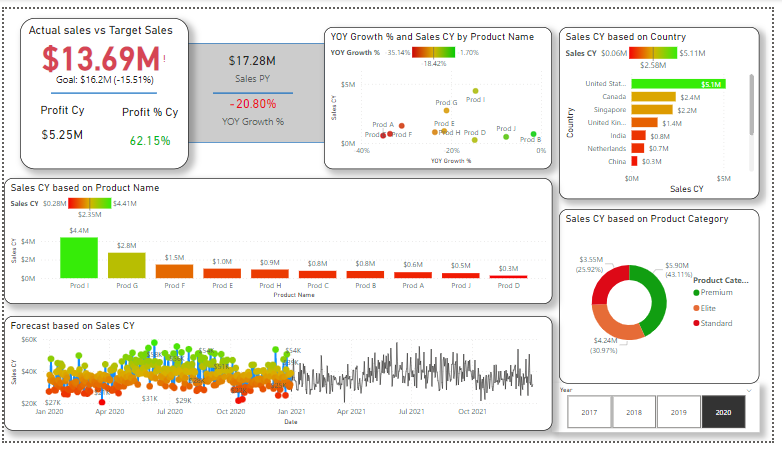 Actual sales vs Target Sales
$13.69M!
Goal: $16.2M (-15.51%)
Profit Cy
Profit % Cy
$5.25M
62.15%
$17.28M
Sales PY
-20.80%
YOY Growth %
YOY Growth % and Sales CY by Product Name
YOY Growth % 35.14% 1.70%
18.42%
Sales CY
$5M
$0M
Prod I
Prod G
Prod A
Prod F
Prod E
Prod H
Prod D
Prod J
Prod B
40%
20%
0%
YOY Growth %
Sales CY based on Country
Sales CY $0.06M $5.11M
$2.58M
Country
United Stat... $5.1M
Canada $2.4M
Singapore $2.2M
United Kin... $1.4M
India $0.8M
Netherlands $0.7M
China $0.3M
$0M $5M
Sales CY
Sales CY based on Product Name
Sales CY $0.28M $4.41M
$2.35M
Sales CY
$4M
$2M
$0M
$4.4M $2.8M $1.5M $1.0M $0.9M $0.8M $0.8M $0.6M $0.5M $0.3M
Prod I Prod G Prod F Prod E Prod H Prod C Prod B Prod A Prod J Prod D
Product Name
Sales CY based on Product Category
$3.55M
(25.92%)
$5.90M
(43.11%)
$4.24M
(30.97%)
Product Cate...
Premium
Elite
Standard
Forecast based on Sales CY
Sales CY
$60K
$40K
$20K
$54K
$27K
$31K
$29K
Jan 2020 Apr 2020 Jul 2020 Oct 2020 Jan 2021 Apr 2021 Jul 2021 Oct 2021
Date
Year
2017 2018 2019 2020